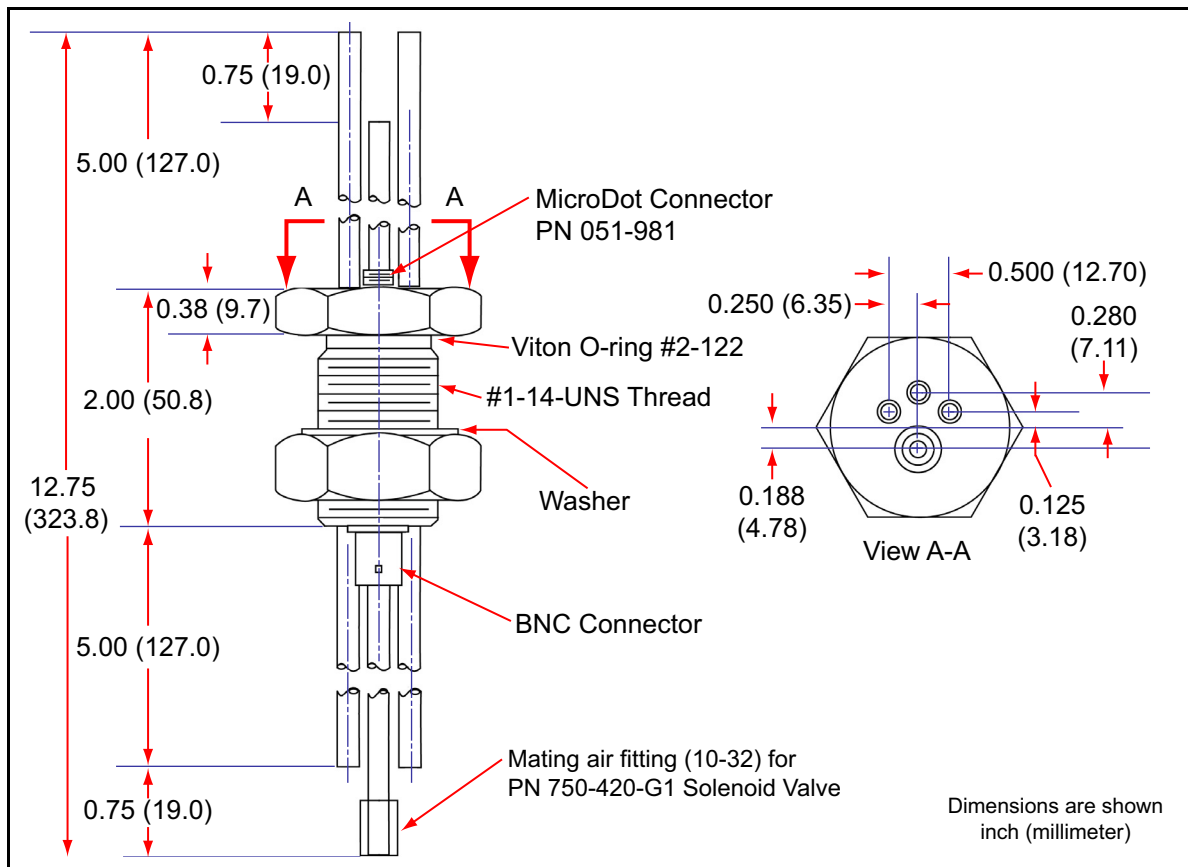 0.75 (19.0)
5.00 (127.0)
A
A
MicroDot Connector
PN 051-981
0.38 (9.7)
Viton O-ring #2-122
2.00 (50.8)
#1-14-UNS Thread
12.75
(323.8)
Washer
BNC Connector
5.00 (127.0)
Mating air fitting (10-32) for
PN 750-420-G1 Solenoid Valve
0.75 (19.0)
0.500 (12.70)
0.250 (6.35)
0.280
(7.11)
0.188
(4.78)
0.125
(3.18)
View A-A
Dimensions are shown
inch (millimeter)